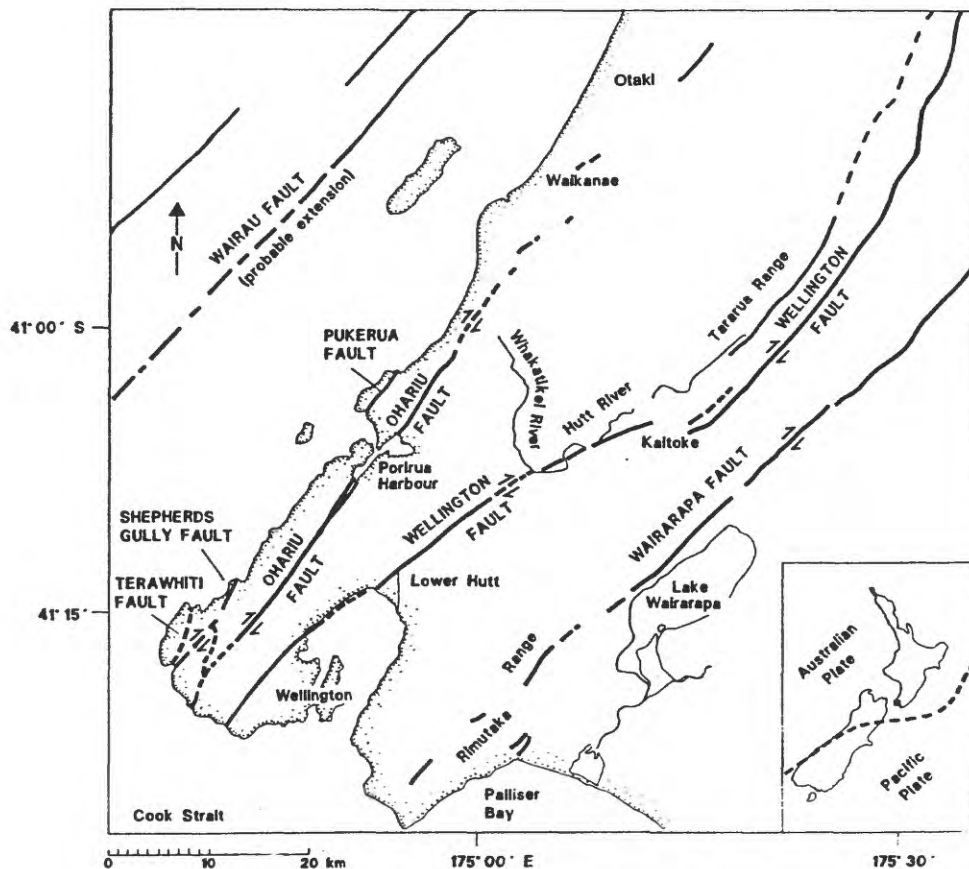 Otaki
Waikanae
WAIRAU FAULT
(probable extension)
N
41°00' S
PUKERUA
FAULT
OHARIU
FAULT
Whakatikei River
Hutt River
Tararua Range
WELLINGTON
FAULT
Kaitoke
Porirua
Harbour
WELLINGTON
FAULT
WAIRARAPA FAULT
SHEPHERDS
GULLY FAULT
TERAWHITI
FAULT
OHARIU
FAULT
Lower Hutt
Lake
Wairarapa
41°15'
Wellington
Rimutaka
Range
Palliser
Bay
Cook Strait
Australian
Plate
Pacific
Plate
0 10 20 km
175°00' E
175°30'